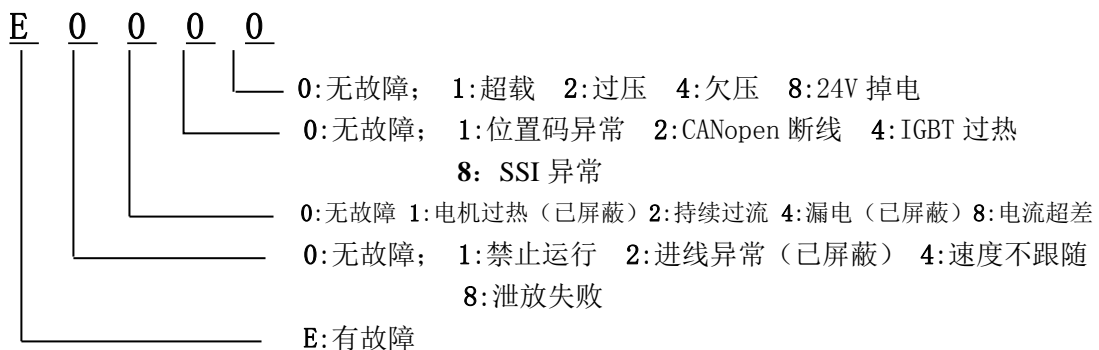 E 0 0 0 0
0:无故障; 1:超载 2:过压 4:欠压 8:24V 掉电
0:无故障; 1:位置码异常 2:CANopen 断线 4:IGBT 过热
8: SSI 异常
0:无故障 1:电机过热（已屏蔽）2:持续过流 4:漏电（已屏蔽）8:电流超差
0:无故障; 1:禁止运行 2:进线异常（已屏蔽） 4:速度不跟随
8:泄放失败
E:有故障